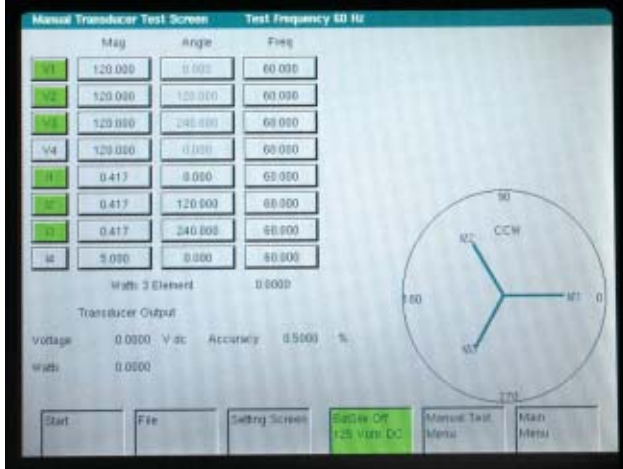 Manual Transducer Test Screen Test Frequency 60 Hz
Mag Angle Freq
V1 120.000 0.000 60.000
V2 120.000 120.000 60.000
V3 120.000 240.000 60.000
V4 120.000 0.000 60.000
I1 0.417 0.000 60.000
I2 0.417 120.000 60.000
I3 0.417 240.000 60.000
I4 5.000 0.000 60.000
Watts 3 Element 0.0000
Transducer Output
Voltage 0.0000 V dc Accuracy 0.5000 %
Watts 0.0000
90
CCW
180
0
270
Start File Setting Screen BatSim Off Manual Test Main
125 Volts DC Menu Menu